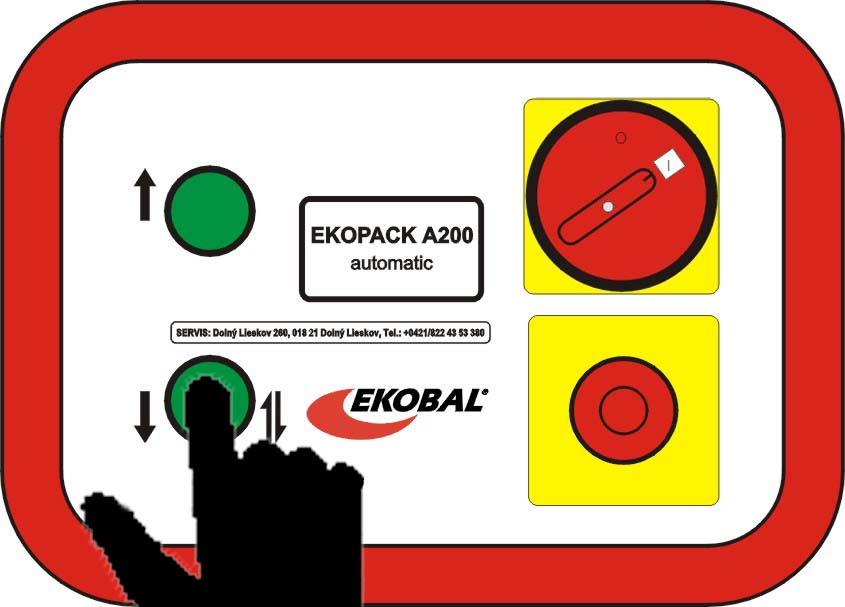 EKOPACK A200
automatic
SERVIS: Dolný Lieskov 260, 018 21 Dolný Lieskov, Tel.: +0421/822 43 53 380
EKOBAL®